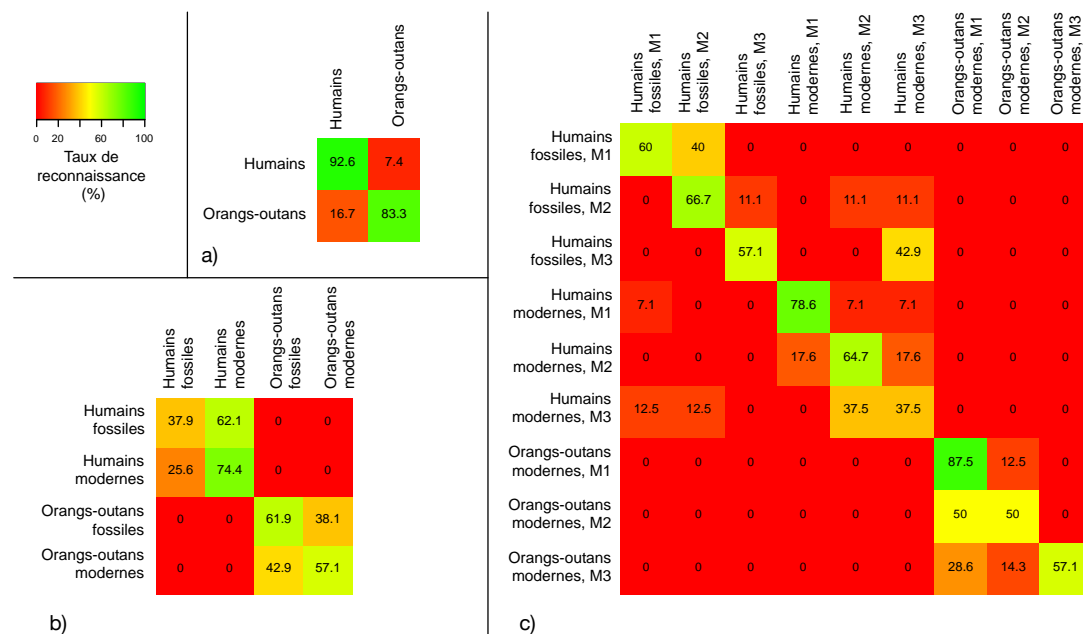 0 20 60 100
Taux de
reconnaissance
(%)
Humains
Orangs-outans
Humains 92.6 7.4
Orangs-outans 16.7 83.3
a)
Humains
fossiles
Humains
modernes
Orangs-outans
fossiles
Orangs-outans
modernes
Humains
fossiles
37.9 62.1 0 0
Humains
modernes
25.6 74.4 0 0
Orangs-outans
fossiles
0 0 61.9 38.1
Orangs-outans
modernes
0 0 42.9 57.1
b)
Humains
fossiles, M1
Humains
fossiles, M2
Humains
fossiles, M3
Humains
modernes, M1
Humains
modernes, M2
Humains
modernes, M3
Orangs-outans
modernes, M1
Orangs-outans
modernes, M2
Orangs-outans
modernes, M3
Humains
fossiles, M1
60 40 0 0 0 0 0 0 0
Humains
fossiles, M2
0 66.7 11.1 0 11.1 11.1 0 0 0
Humains
fossiles, M3
0 0 57.1 0 0 42.9 0 0 0
Humains
modernes, M1
7.1 0 0 78.6 7.1 7.1 0 0 0
Humains
modernes, M2
0 0 0 17.6 64.7 17.6 0 0 0
Humains
modernes, M3
12.5 12.5 0 0 37.5 37.5 0 0 0
Orangs-outans
modernes, M1
0 0 0 0 0 0 87.5 12.5 0
Orangs-outans
modernes, M2
0 0 0 0 0 0 50 50 0
Orangs-outans
modernes, M3
0 0 0 0 0 0 28.6 14.3 57.1
c)